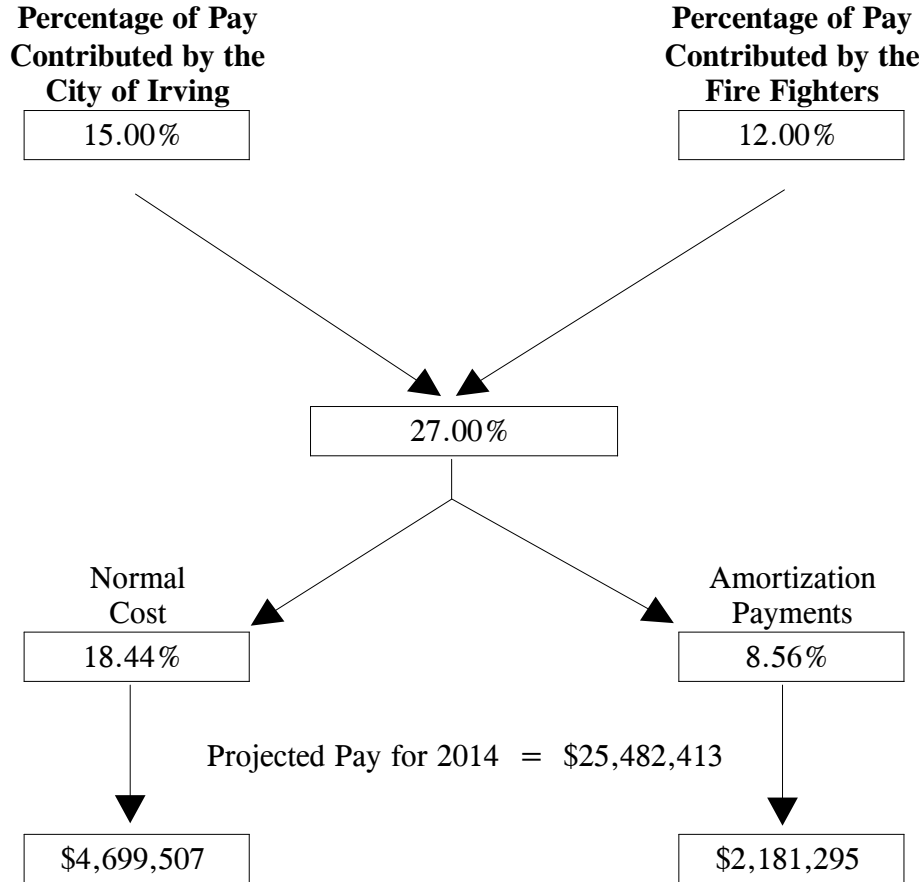 Percentage of Pay
Contributed by the
City of Irving
15.00%
Percentage of Pay
Contributed by the
Fire Fighters
12.00%
27.00%
Normal
Cost
18.44%
Amortization
Payments
8.56%
Projected Pay for 2014 = $25,482,413
$4,699,507
$2,181,295